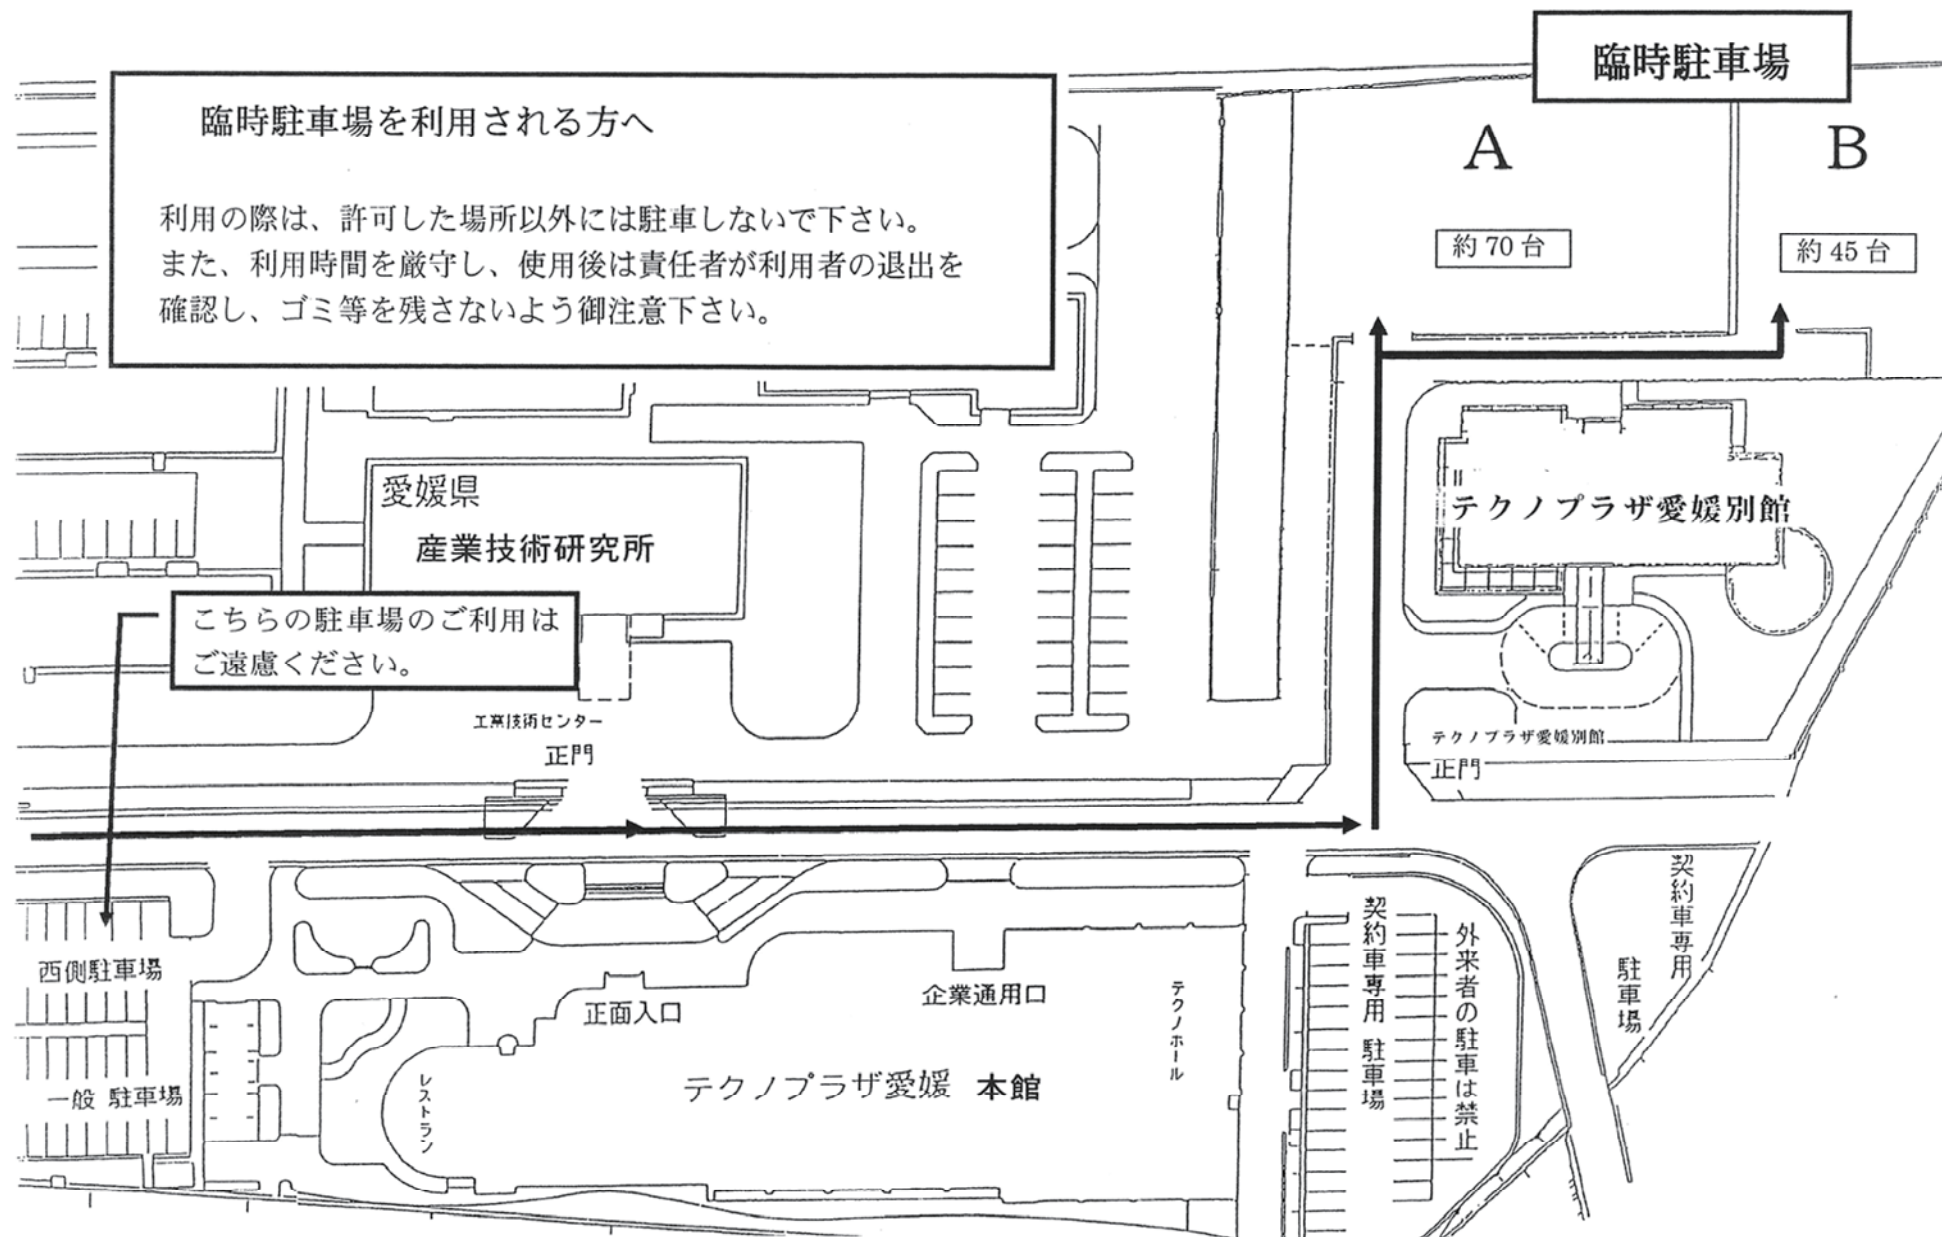 臨時駐車場
臨時駐車場を利用される方へ
利用の際は、許可した場所以外には駐車しないで下さい。
また、利用時間を厳守し、使用後は責任者が利用者の退出を
確認し、ゴミ等を残さないよう御注意下さい。
A
B
約 70 台
約 45 台
愛媛県
産業技術研究所
テクノプラザ愛媛別館
こちらの駐車場のご利用は
ご遠慮ください。
工業技術センター
正門
テクノプラザ愛媛別館
正門
西側駐車場
一般 駐車場
正面入口
企業通用口
テクノホール
レストラン
テクノプラザ愛媛 本館
契約車専用 駐車場
外来者の駐車は禁止
契約車専用
駐車場